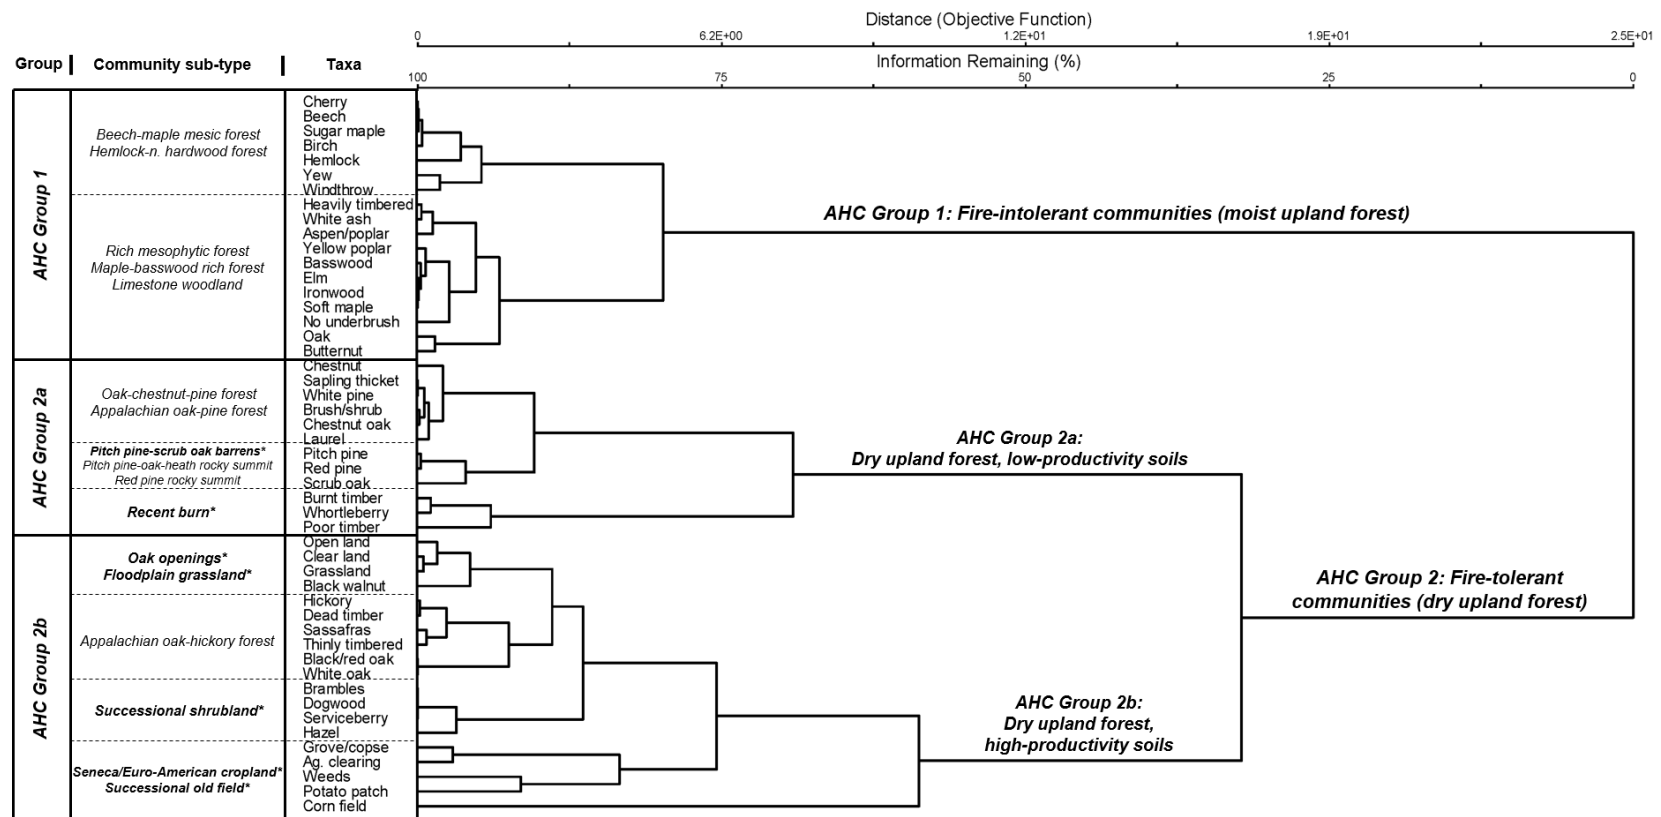 Distance (Objective Function)
0 6.2E+00 1.2E+01 1.9E+01 2.5E+01
Information Remaining (%)
100 75 50 25 0
Group Community sub-type Taxa
AHC Group 1
Beech-maple mesic forest
Hemlock-n. hardwood forest
Cherry
Beech
Sugar maple
Birch
Hemlock
Yew
Windthrow
Rich mesophytic forest
Maple-basswood rich forest
Limestone woodland
Heavily timbered
White ash
Aspen/poplar
Yellow poplar
Basswood
Elm
Ironwood
Soft maple
No underbrush
Oak
Butternut
AHC Group 1: Fire-intolerant communities (moist upland forest)
AHC Group 2a
Oak-chestnut-pine forest
Appalachian oak-pine forest
Chestnut
Sapling thicket
White pine
Brush/shrub
Chestnut oak
Laurel
Pitch pine-scrub oak barrens*
Pitch pine-oak-heath rocky summit
Red pine rocky summit
Pitch pine
Red pine
Scrub oak
Recent burn*
Burnt timber
Whortleberry
Poor timber
AHC Group 2a:
Dry upland forest, low-productivity soils
AHC Group 2b
Oak openings*
Floodplain grassland*
Open land
Clear land
Grassland
Black walnut
Appalachian oak-hickory forest
Hickory
Dead timber
Sassafras
Thinly timbered
Black/red oak
White oak
Successional shrubland*
Brambles
Dogwood
Serviceberry
Hazel
Seneca/Euro-American cropland*
Successional old field*
Grove/copse
Ag. clearing
Weeds
Potato patch
Corn field
AHC Group 2b:
Dry upland forest,
high-productivity soils
AHC Group 2: Fire-tolerant
communities (dry upland forest)